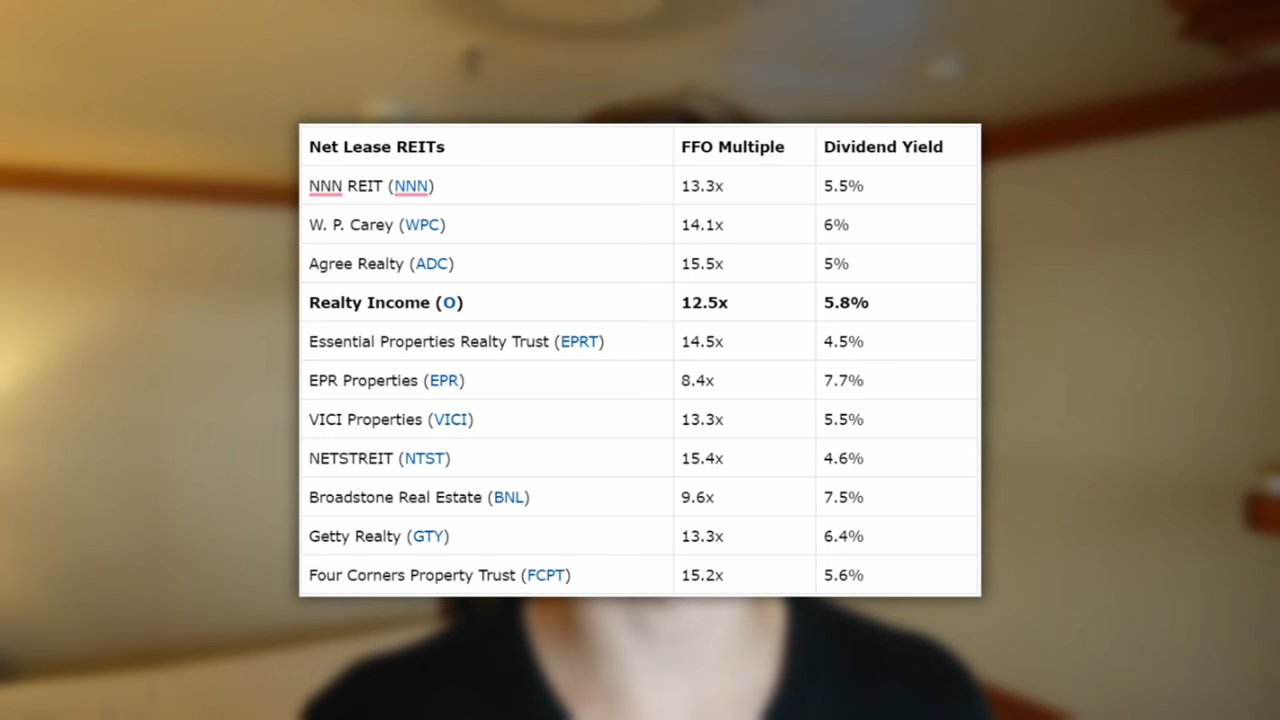 Net Lease REITs FFO Multiple Dividend Yield
NNN REIT (NNN) 13.3x 5.5%
W. P. Carey (WPC) 14.1x 6%
Agree Realty (ADC) 15.5x 5%
Realty Income (O) 12.5x 5.8%
Essential Properties Realty Trust (EPRT) 14.5x 4.5%
EPR Properties (EPR) 8.4x 7.7%
VICI Properties (VICI) 13.3x 5.5%
NETSTREIT (NTST) 15.4x 4.6%
Broadstone Real Estate (BNL) 9.6x 7.5%
Getty Realty (GTY) 13.3x 6.4%
Four Corners Property Trust (FCPT) 15.2x 5.6%